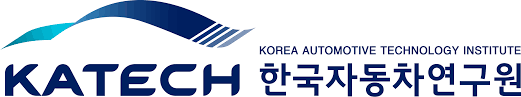 KATECH
KOREA AUTOMOTIVE TECHNOLOGY INSTITUTE
한국자동차연구원